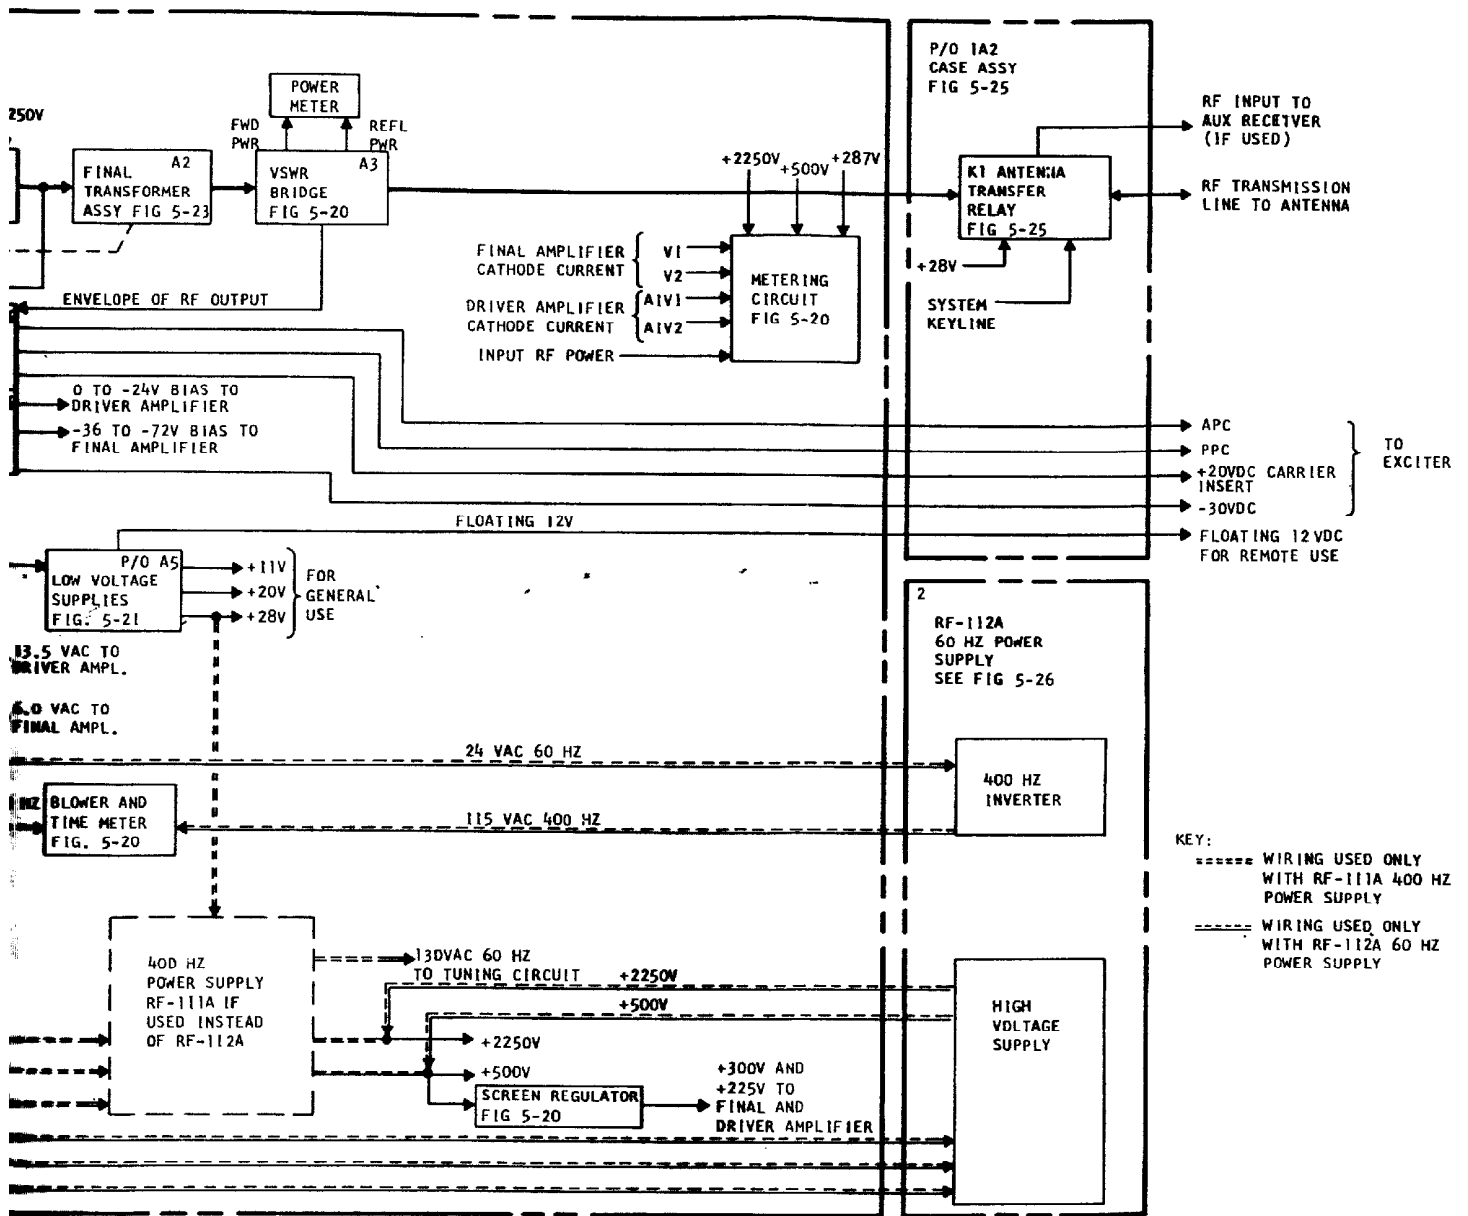 P/O 1A2
CASE ASSY
FIG 5-25
RF INPUT TO
AUX RECEIVER
(IF USED)
K1 ANTENNA
TRANSFER
RELAY
FIG 5-25
RF TRANSMISSION
LINE TO ANTENNA
+28V
SYSTEM
KEYLINE
250V
POWER
METER
FWD
PWR
REFL
PWR
A2
FINAL
TRANSFORMER
ASSY FIG 5-23
A3
VSWR
BRIDGE
FIG 5-20
+2250V
+500V
+287V
FINAL AMPLIFIER
CATHODE CURRENT
V1
V2
DRIVER AMPLIFIER
CATHODE CURRENT
A1V1
A1V2
INPUT RF POWER
METERING
CIRCUIT
FIG 5-20
ENVELOPE OF RF OUTPUT
0 TO -24V BIAS TO
DRIVER AMPLIFIER
-36 TO -72V BIAS TO
FINAL AMPLIFIER
APC
PPC
+20VDC CARRIER
INSERT
-30VDC
TO
EXCITER
FLOATING 12V
FLOATING 12 VDC
FOR REMOTE USE
P/O A5
LOW VOLTAGE
SUPPLIES
FIG. 5-21
+11V
+20V
+28V
FOR
GENERAL
USE
13.5 VAC TO
DRIVER AMPL.
6.0 VAC TO
FINAL AMPL.
2
RF-112A
60 HZ POWER
SUPPLY
SEE FIG 5-26
24 VAC 60 HZ
400 HZ
INVERTER
HZ
BLOWER AND
TIME METER
FIG. 5-20
115 VAC 400 HZ
KEY:
WIRING USED ONLY
WITH RF-111A 400 HZ
POWER SUPPLY
WIRING USED ONLY
WITH RF-112A 60 HZ
POWER SUPPLY
400 HZ
POWER SUPPLY
RF-111A IF
USED INSTEAD
OF RF-112A
130VAC 60 HZ
TO TUNING CIRCUIT
+2250V
+500V
+2250V
+500V
SCREEN REGULATOR
FIG 5-20
+300V AND
+225V TO
FINAL AND
DRIVER AMPLIFIER
HIGH
VOLTAGE
SUPPLY